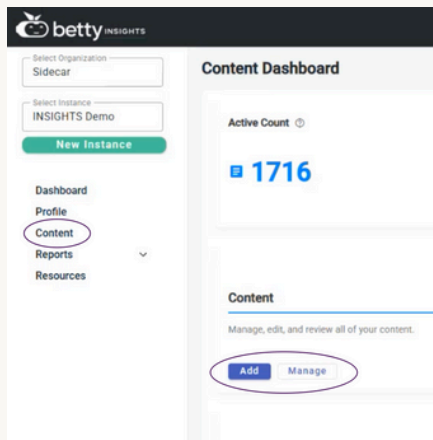 betty INSIGHTS
Select Organization
Sidecar
Select Instance
INSIGHTS Demo
New Instance
Dashboard
Profile
Content
Reports
Resources
Content Dashboard
Active Count
1716
Content
Manage, edit, and review all of your content.
Add Manage